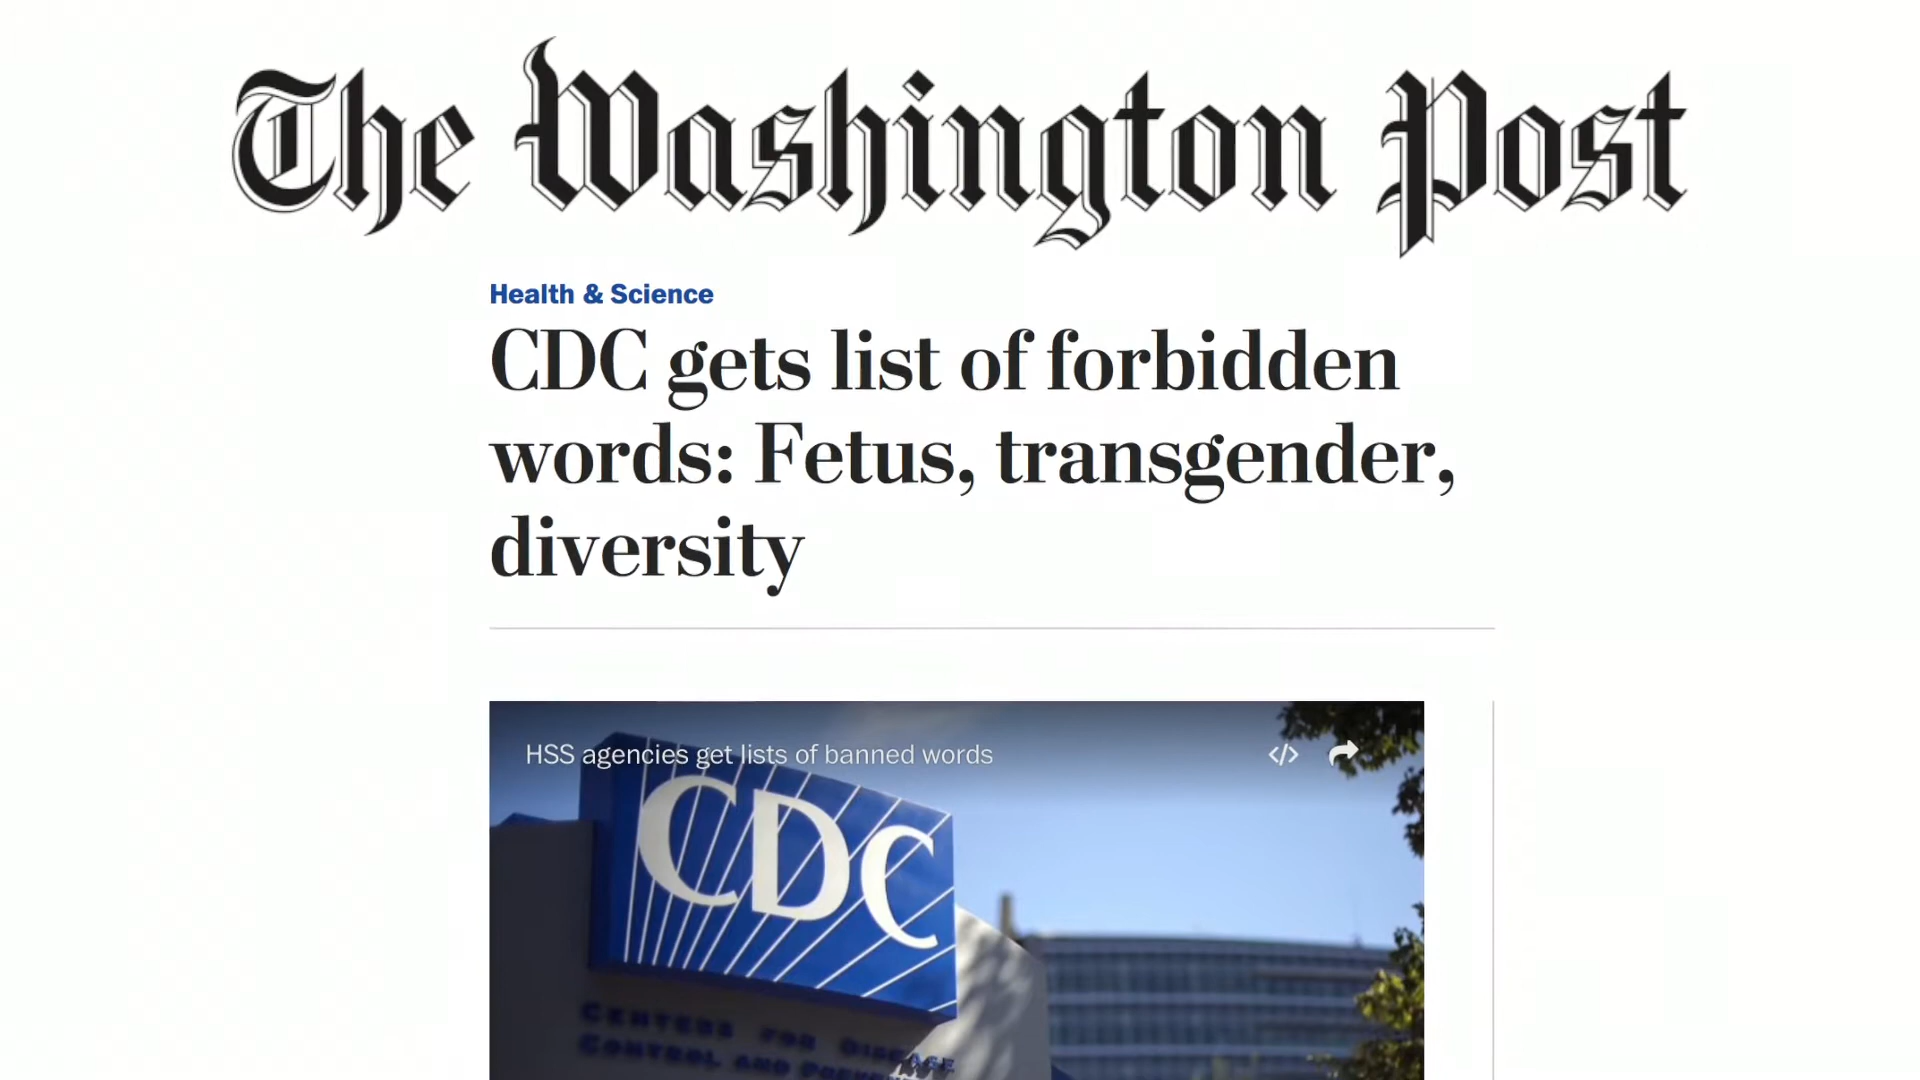 The Washington Post
Health & Science
CDC gets list of forbidden
words: Fetus, transgender,
diversity
HSS agencies get lists of banned words
</>
CDC
CENTERS FOR DISEASE
CONTROL AND